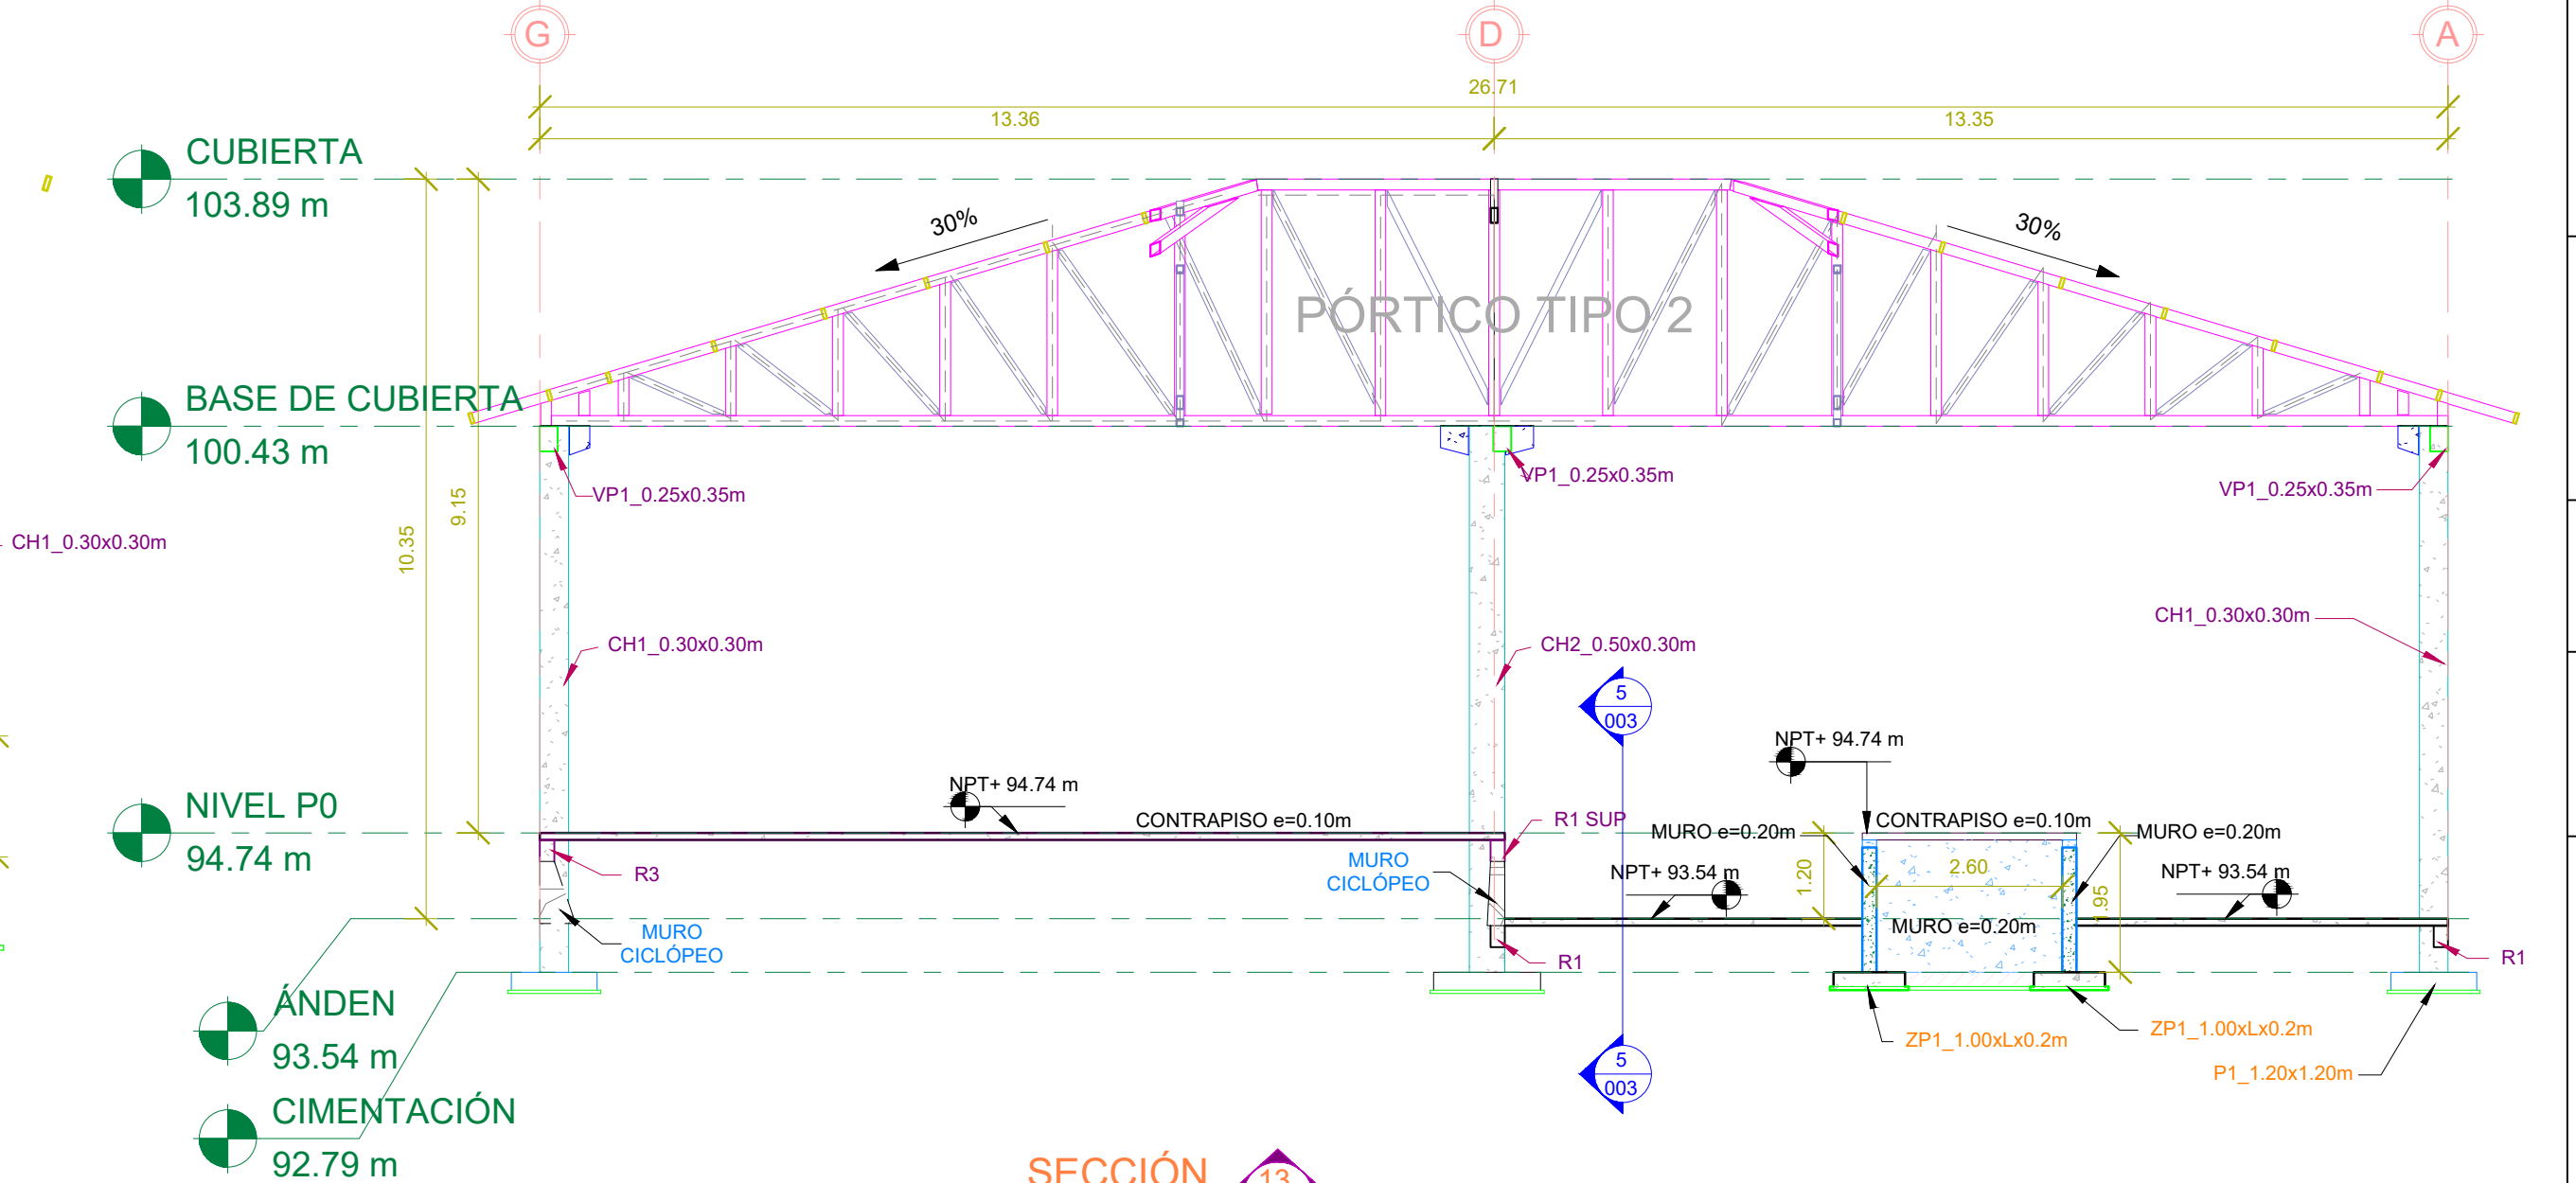 G
D
A
26.71
13.36
13.35
CUBIERTA
103.89 m
30%
30%
PÓRTICO TIPO 2
BASE DE CUBIERTA
100.43 m
VP1_0.25x0.35m
VP1_0.25x0.35m
VP1_0.25x0.35m
9.15
10.35
CH1_0.30x0.30m
CH1_0.30x0.30m
CH2_0.50x0.30m
CH1_0.30x0.30m
5
003
NPT+ 94.74 m
NPT+ 94.74 m
NIVEL P0
94.74 m
CONTRAPISO e=0.10m
R1 SUP
MURO e=0.20m
CONTRAPISO e=0.10m
MURO e=0.20m
R3
MURO
CICLÓPEO
1.20
NPT+ 93.54 m
2.60
1.95
NPT+ 93.54 m
MURO e=0.20m
MURO
CICLÓPEO
R1
R1
ÁNDEN
93.54 m
ZP1_1.00xLx0.2m
ZP1_1.00xLx0.2m
P1_1.20x1.20m
5
003
CIMENTACIÓN
92.79 m
SECCIÓN
13